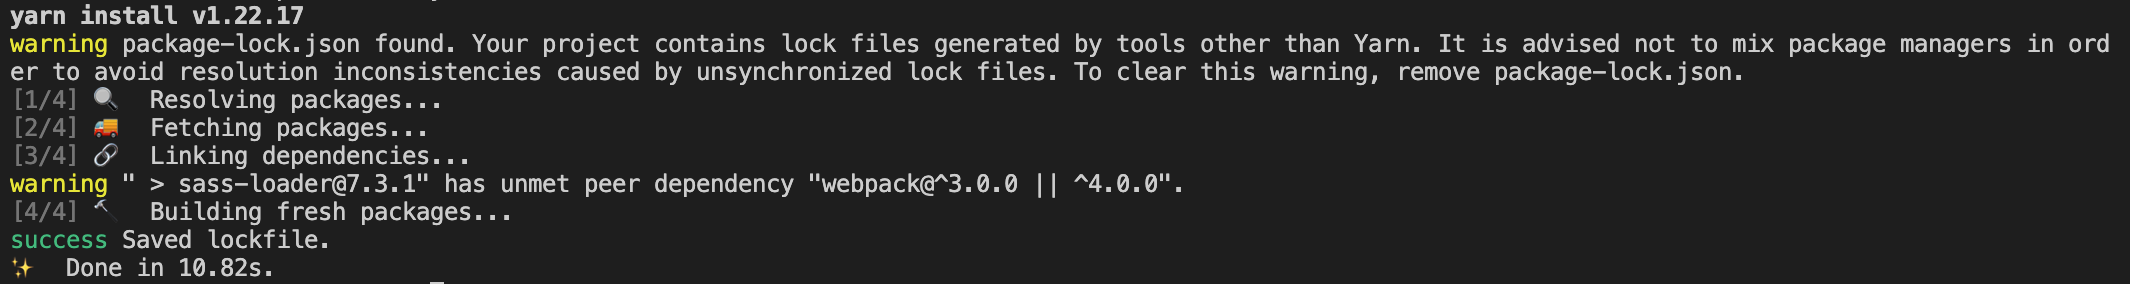 yarn install v1.22.17
warning package-lock.json found. Your project contains lock files generated by tools other than Yarn. It is advised not to mix package managers in ord
er to avoid resolution inconsistencies caused by unsynchronized lock files. To clear this warning, remove package-lock.json.
[1/4] 🔍  Resolving packages...
[2/4] 🚚  Fetching packages...
[3/4] 🔗  Linking dependencies...
warning " > sass-loader@7.3.1" has unmet peer dependency "webpack@^3.0.0 || ^4.0.0".
[4/4] 🔨  Building fresh packages...
success Saved lockfile.
✨  Done in 10.82s.